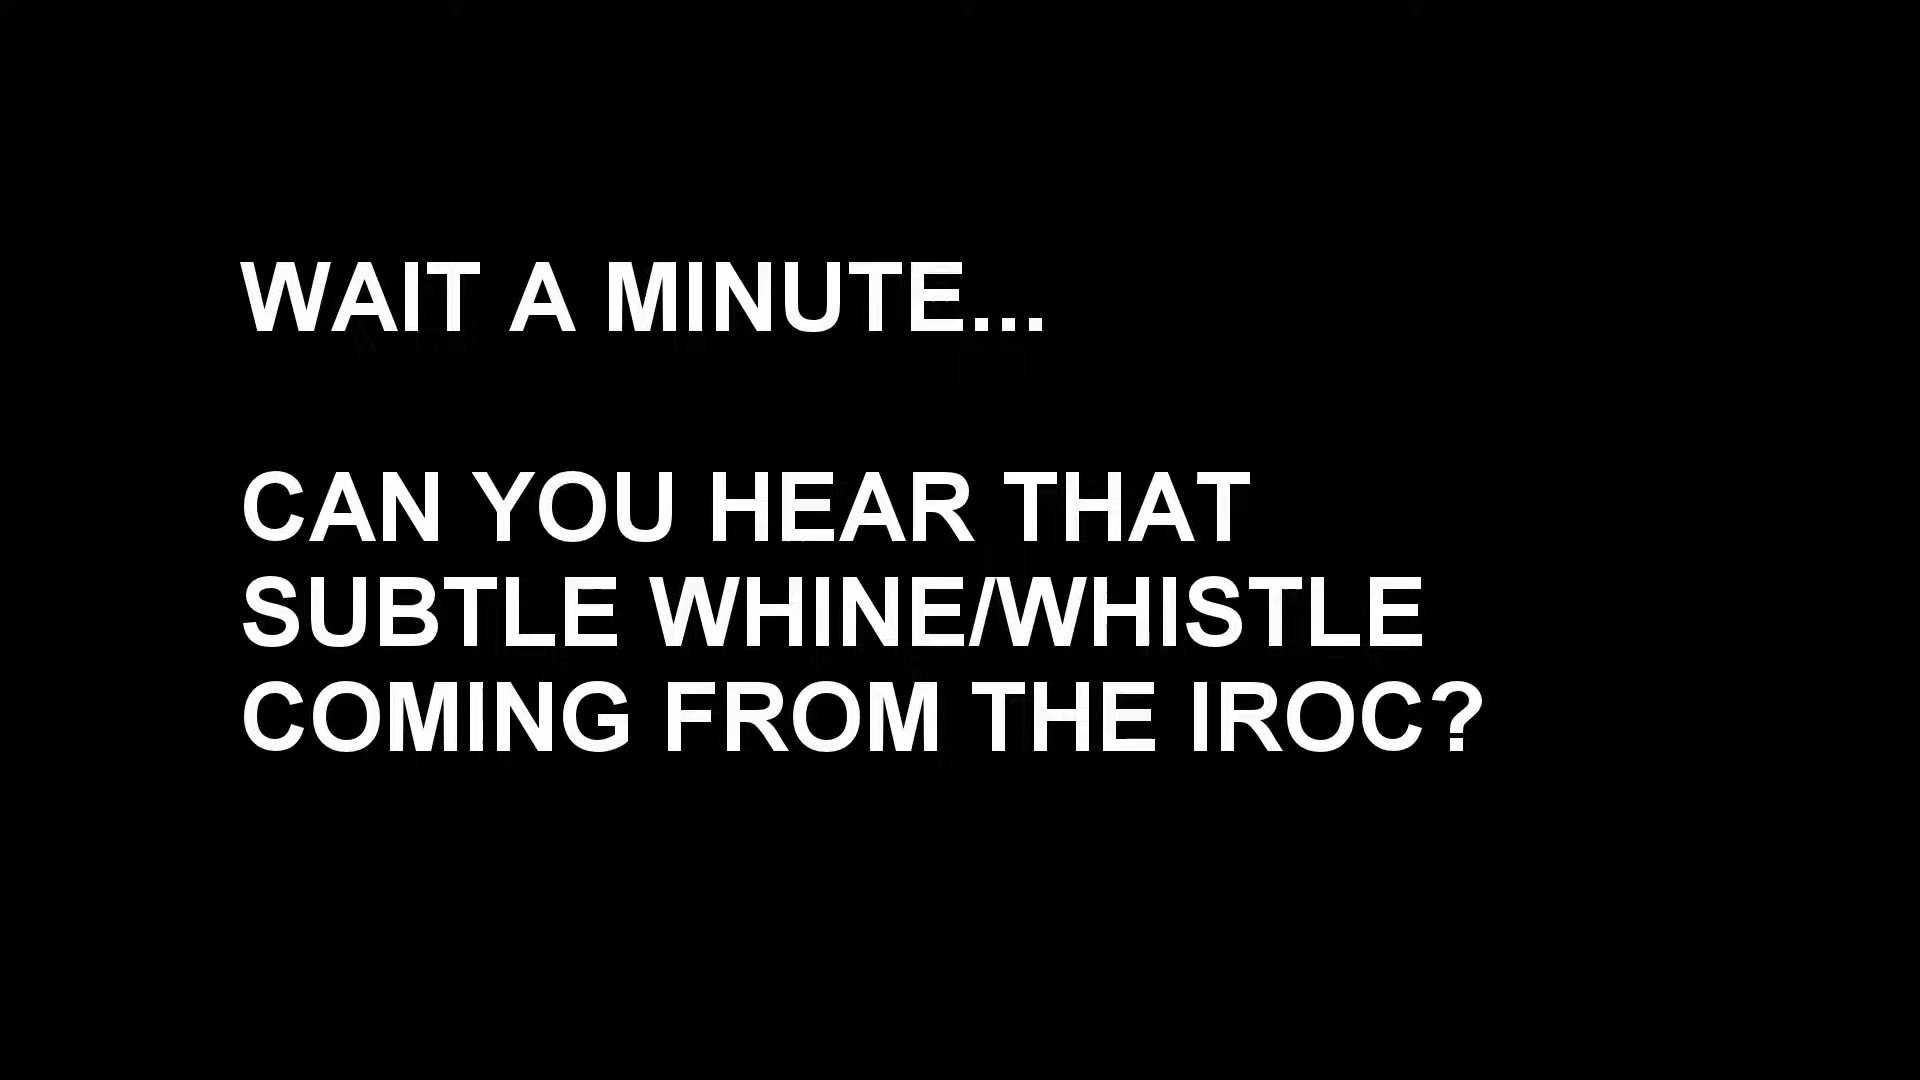 WAIT A MINUTE...
CAN YOU HEAR THAT
SUBTLE WHINE/WHISTLE
COMING FROM THE IROC?